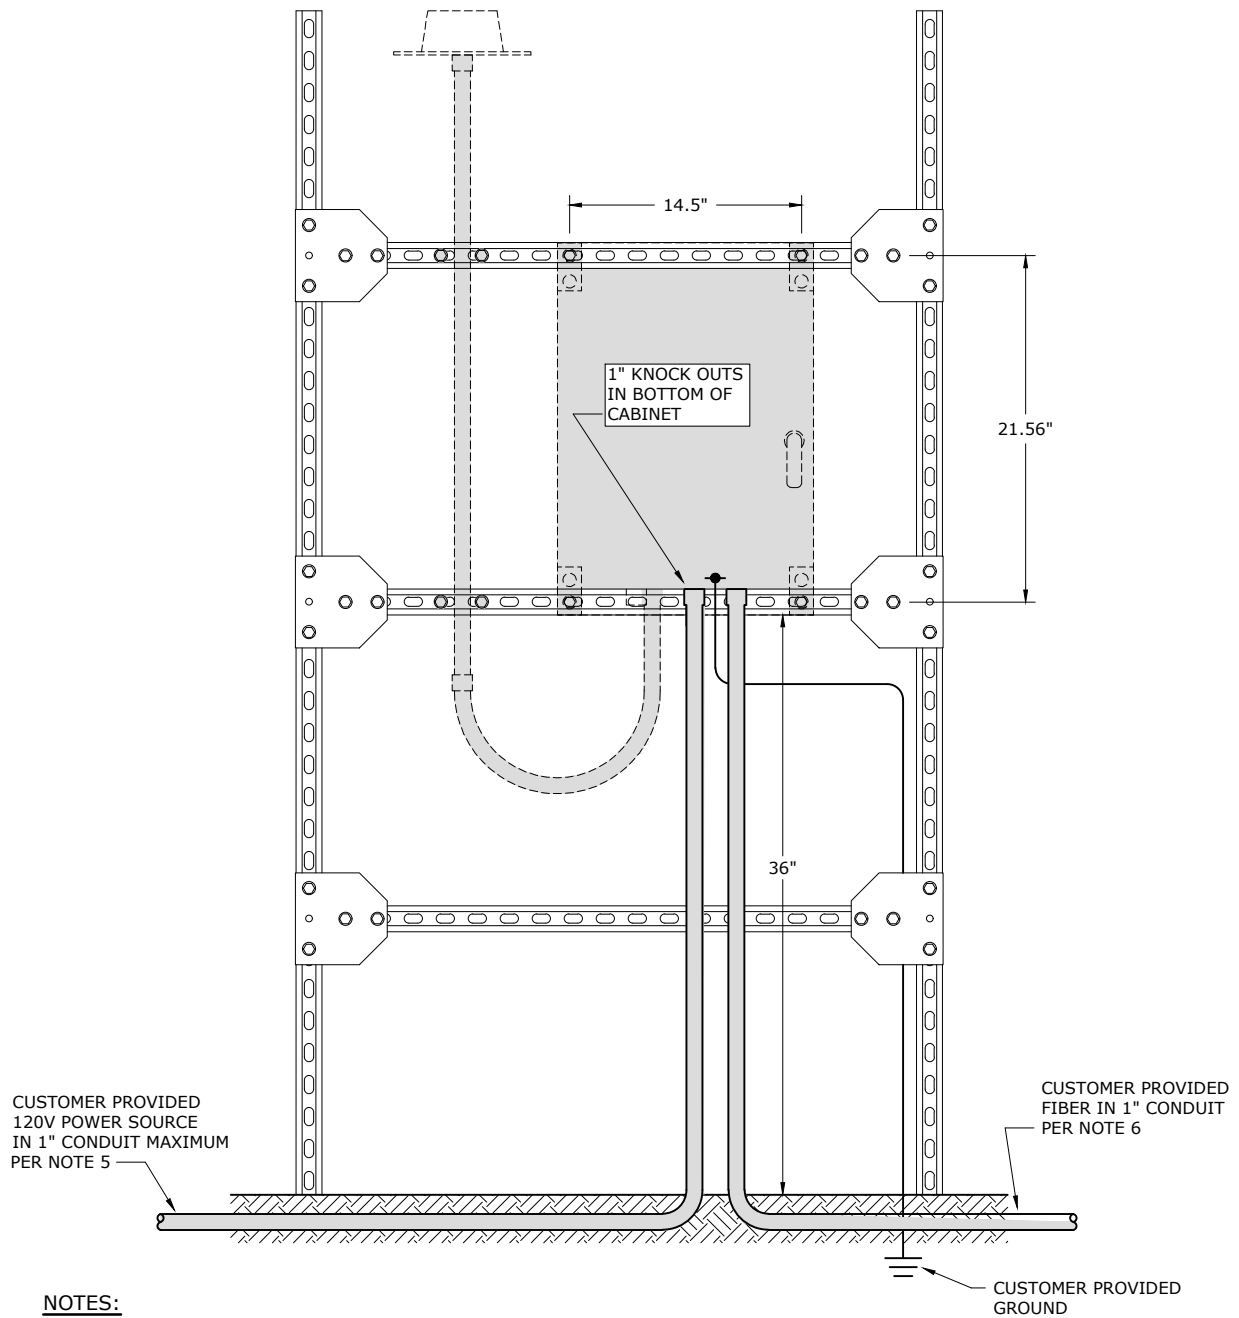 14.5"
1" KNOCK OUTS
IN BOTTOM OF
CABINET
21.56"
36"
CUSTOMER PROVIDED
120V POWER SOURCE
IN 1" CONDUIT MAXIMUM
PER NOTE 5
CUSTOMER PROVIDED
FIBER IN 1" CONDUIT
PER NOTE 6
CUSTOMER PROVIDED
GROUND
NOTES: